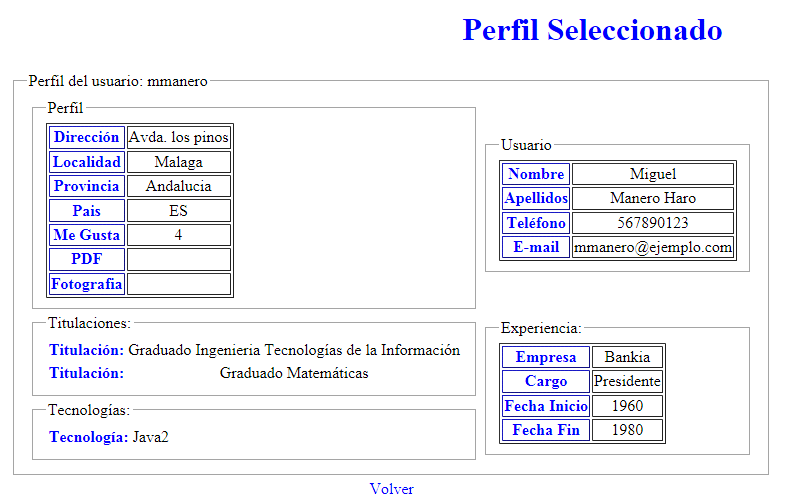 Perfil Seleccionado
Perfil del usuario: mmanero
Perfil
Dirección Avda. los pinos
Localidad Malaga
Provincia Andalucia
Pais ES
Me Gusta 4
PDF
Fotografia
Usuario
Nombre Miguel
Apellidos Manero Haro
Teléfono 567890123
E-mail mmanero@ejemplo.com
Titulaciones:
Titulación: Graduado Ingenieria Tecnologías de la Información
Titulación: Graduado Matemáticas
Tecnologías:
Tecnología: Java2
Experiencia:
Empresa Bankia
Cargo Presidente
Fecha Inicio 1960
Fecha Fin 1980
Volver